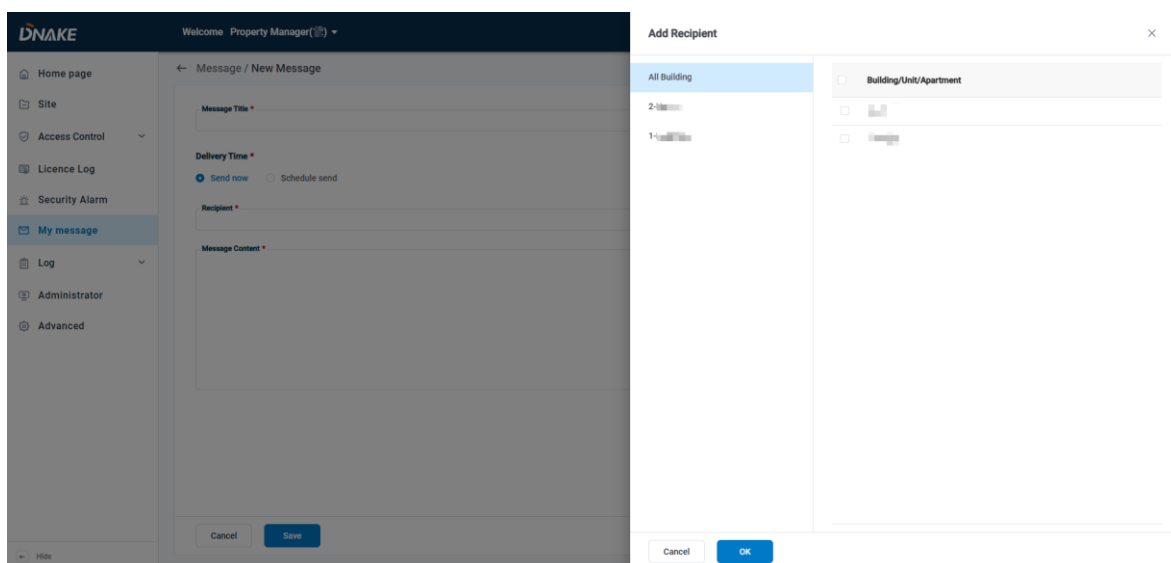 DNAKE
Welcome Property Manager( )
Home page
Site
Access Control
Licence Log
Security Alarm
My message
Log
Administrator
Advanced
Hide
← Message / New Message
Message Title *
Delivery Time *
Send now
Schedule send
Recipient *
Message Content *
Cancel
Save
Add Recipient
All Building
2-
1-
Building/Unit/Apartment
Cancel
OK